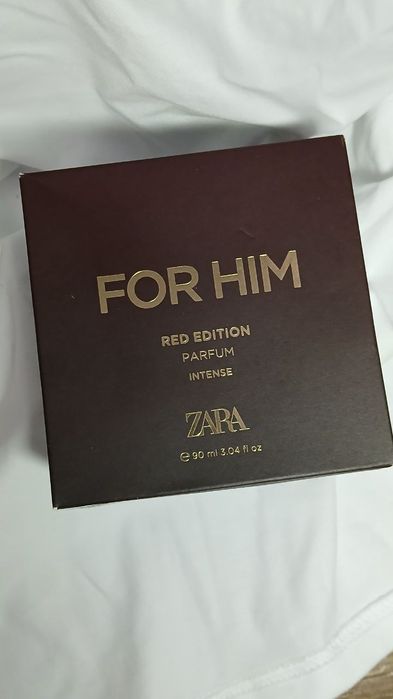 FOR HIM
RED EDITION
PARFUM
INTENSE
ZARA
℮ 90 ml 3.04 fl oz